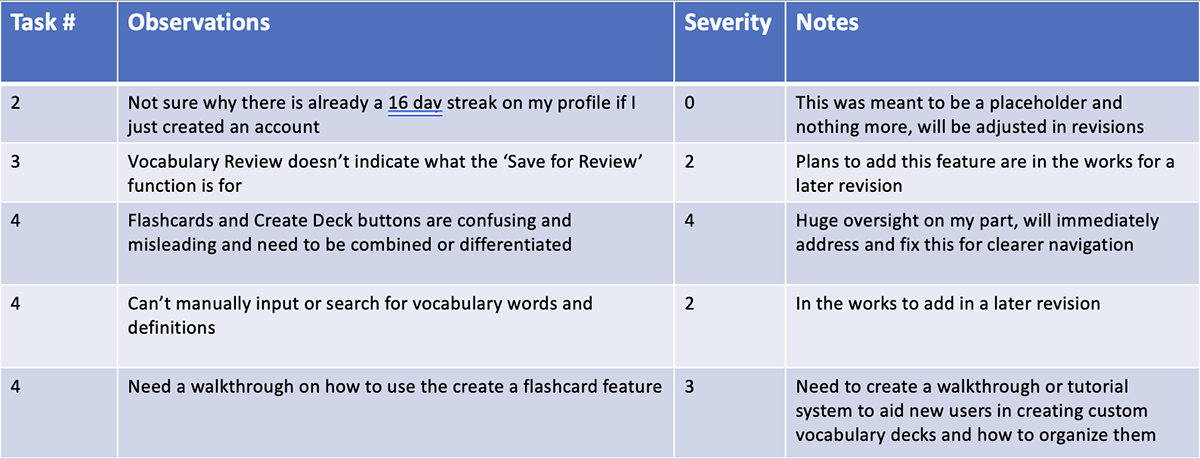 Task # Observations Severity Notes
2 Not sure why there is already a 16 day streak on my profile if I 0 This was meant to be a placeholder and
just created an account nothing more, will be adjusted in revisions
3 Vocabulary Review doesn’t indicate what the ‘Save for Review’ 2 Plans to add this feature are in the works for a
function is for later revision
4 Flashcards and Create Deck buttons are confusing and 4 Huge oversight on my part, will immediately
misleading and need to be combined or differentiated address and fix this for clearer navigation
4 Can’t manually input or search for vocabulary words and 2 In the works to add in a later revision
definitions
4 Need a walkthrough on how to use the create a flashcard feature 3 Need to create a walkthrough or tutorial
system to aid new users in creating custom
vocabulary decks and how to organize them